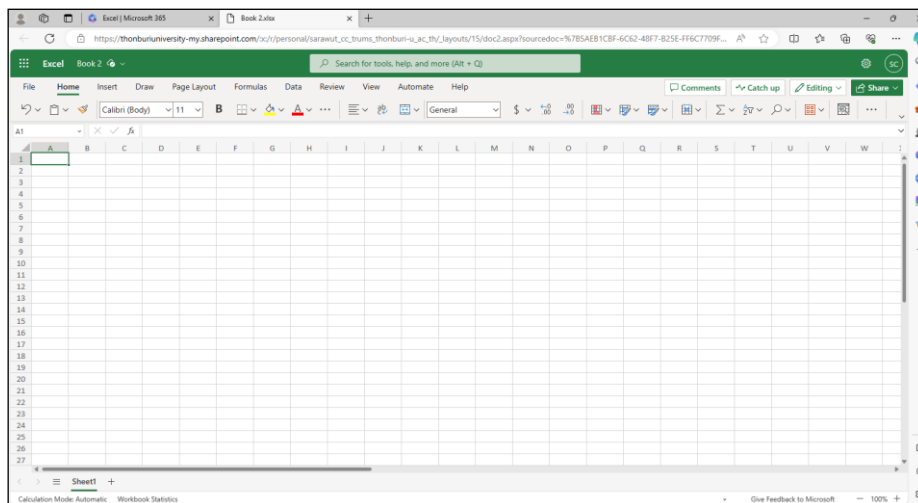 Excel | Microsoft 365
Book 2.xlsx
https://thonburiuniversity-my.sharepoint.com/:x:/r/personal/sarawut_cc_trums_thonburi-u_ac_th/_layouts/15/doc2.aspx?sourcedoc=%7B5AEB1CBF-6C62-48F7-825E-FF6C7709F...
Excel Book 2 Search for tools, help, and more (Alt + Q) SC
File Home Insert Draw Page Layout Formulas Data Review View Automate Help Comments Catch up Editing Share
Calibri (Body) 11 B A General $
A1 fx
A B C D E F G H I J K L M N O P Q R S T U V W
1
2
3
4
5
6
7
8
9
10
11
12
13
14
15
16
17
18
19
20
21
22
23
24
25
26
27
Sheet1
Calculation Mode: Automatic Workbook Statistics Give Feedback to Microsoft 100%